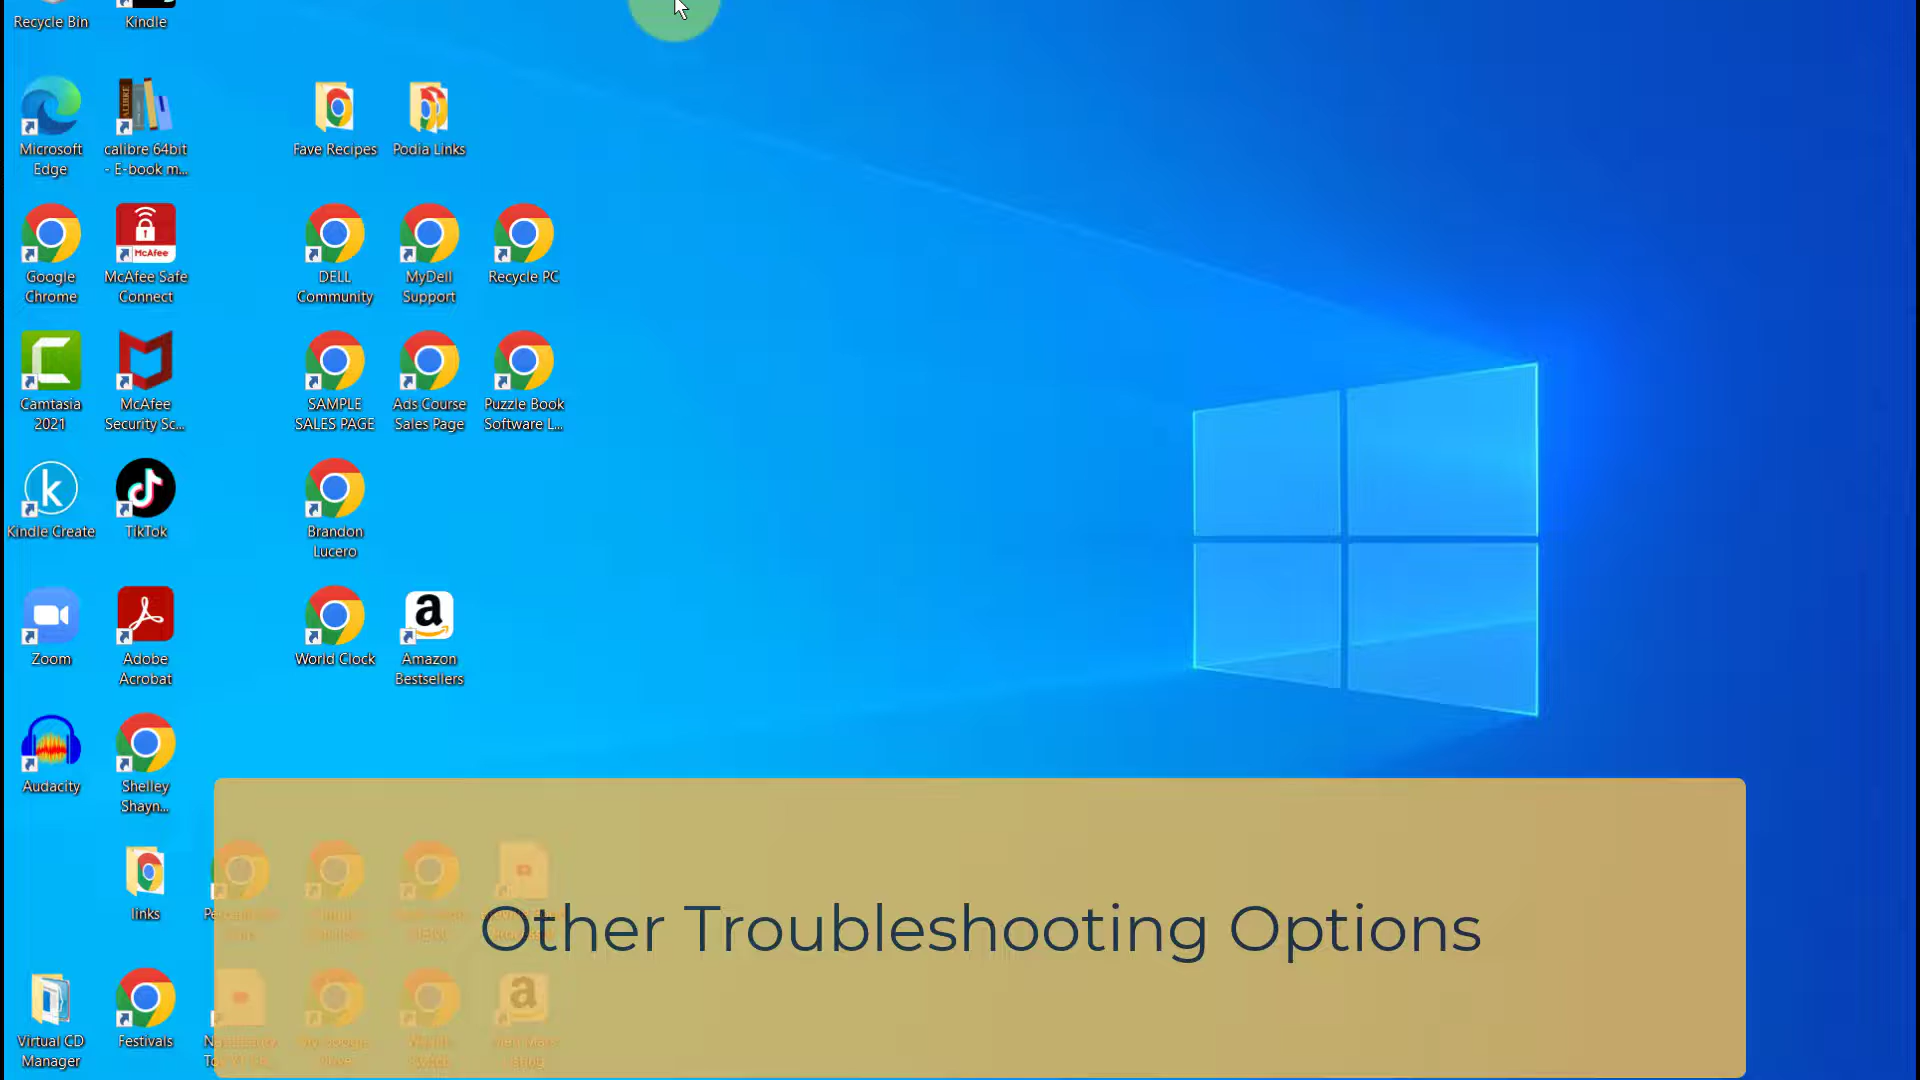 Recycle Bin
Kindle
Microsoft
Edge
calibre 64bit
- E-book m...
Fave Recipes
Podia Links
Google
Chrome
McAfee
McAfee Safe
Connect
DELL
Community
MyDell
Support
Recycle PC
Camtasia
2021
McAfee
Security Sc...
SAMPLE
SALES PAGE
Ads Course
Sales Page
Puzzle Book
Software L...
Kindle Create
TikTok
Brandon
Lucero
Zoom
Adobe
Acrobat
World Clock
Amazon
Bestsellers
Audacity
Shelley
Shayn...
links
Other Troubleshooting Options
Virtual CD
Manager
Festivals